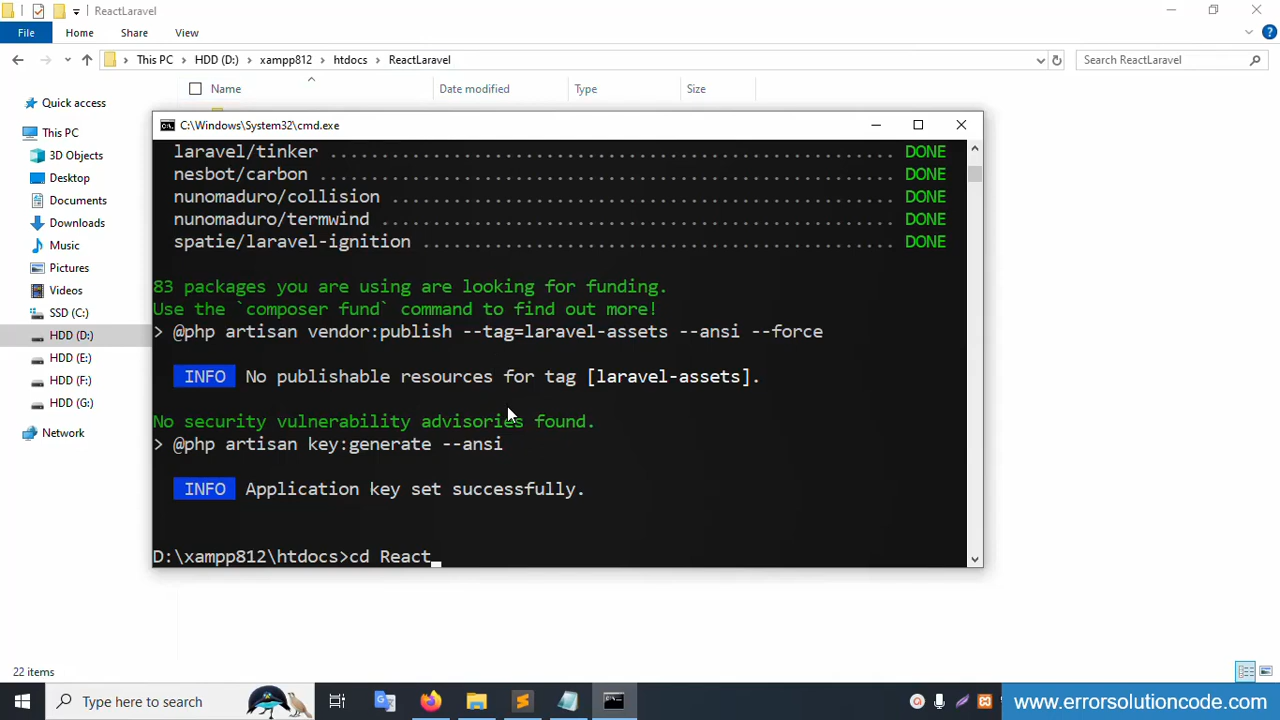 ReactLaravel
File Home Share View
This PC HDD (D:) xampp812 htdocs ReactLaravel
Search ReactLaravel
Name Date modified Type Size
Quick access
This PC
3D Objects
Desktop
Documents
Downloads
Music
Pictures
Videos
SSD (C:)
HDD (D:)
HDD (E:)
HDD (F:)
HDD (G:)
Network
C:\Windows\System32\cmd.exe
laravel/tinker ...................................................... DONE
nesbot/carbon ....................................................... DONE
nunomaduro/collision ................................................ DONE
nunomaduro/termwind ................................................. DONE
spatie/laravel-ignition ............................................. DONE
83 packages you are using are looking for funding.
Use the `composer fund` command to find out more!
> @php artisan vendor:publish --tag=laravel-assets --ansi --force
INFO No publishable resources for tag [laravel-assets].
No security vulnerability advisories found.
> @php artisan key:generate --ansi
INFO Application key set successfully.
D:\xampp812\htdocs>cd React_
22 items
Type here to search
www.errorsolutioncode.com